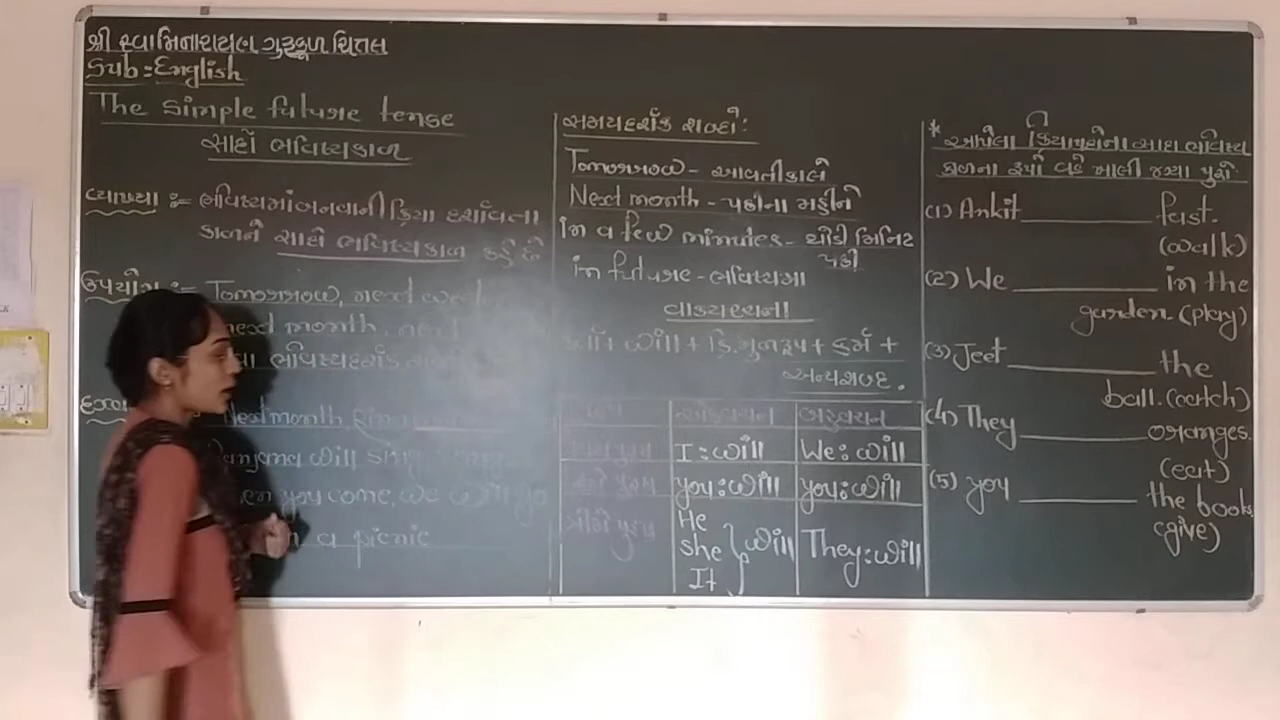 શ્રી સ્વામિનારાયણ ગુરૂકૂળ ચિતલ
Sub:English
The simple future tense
સાદો ભવિષ્યકાળ
વ્યાખ્યા :- ભવિષ્યમાં બનવાની ક્રિયા દર્શાવતા
કાળને સાદો ભવિષ્યકાળ કહે છે
ઉપયોગ :- Tomorrow, next
next month,
Next month,
will sing
you come, we will go
a picnic
સમયદર્શક શબ્દો:
Tomorrow - આવતીકાલે
Next month - પછીના મહીને
in a few minutes - થોડી મિનિટ
પછી
in future - ભવિષ્યમા
વાક્યરચના
will + ક્રિ.મુળરૂપ + કર્મ +
અન્યશબ્દ.
એકવચન બહુવચન
I:will We:will
you:will you:will
ત્રીજો પુરૂષ He
she } will They:will
It
* આપેલા ક્રિયાપદોના સાદા ભવિષ્ય
કાળના રૂપો વડે ખાલી જગ્યા પુરો
(1) Ankit ________ fast.
(walk)
(2) We ________ in the
garden. (play)
(3) Jeet ________ the
ball. (catch)
(4) They ________ oranges.
(eat)
(5) you ________ the books.
(give)